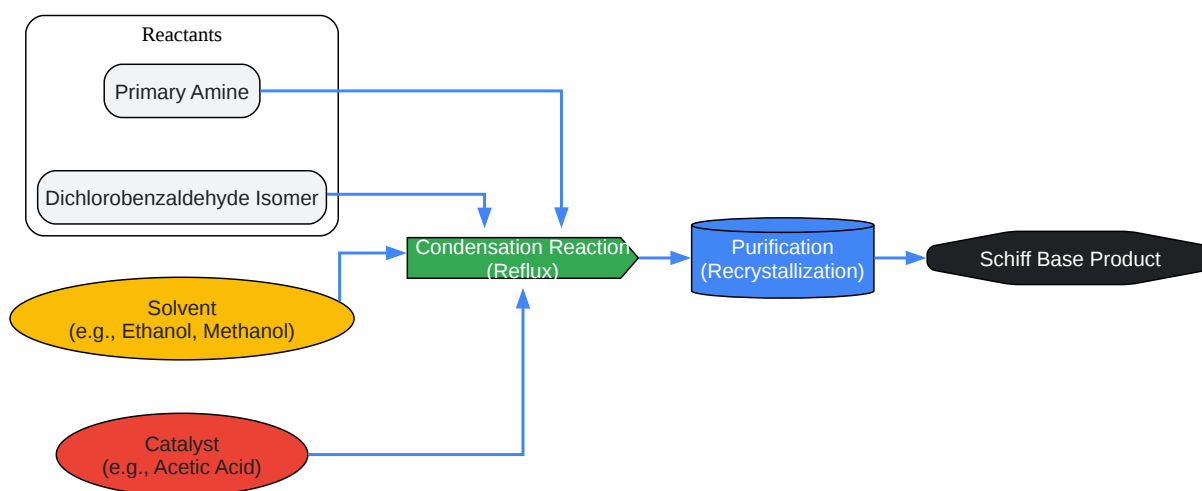 Reactants
Primary Amine
Dichlorobenzaldehyde Isomer
Solvent
(e.g., Ethanol, Methanol)
Catalyst
(e.g., Acetic Acid)
Condensation Reaction
(Reflux)
Purification
(Recrystallization)
Schiff Base Product